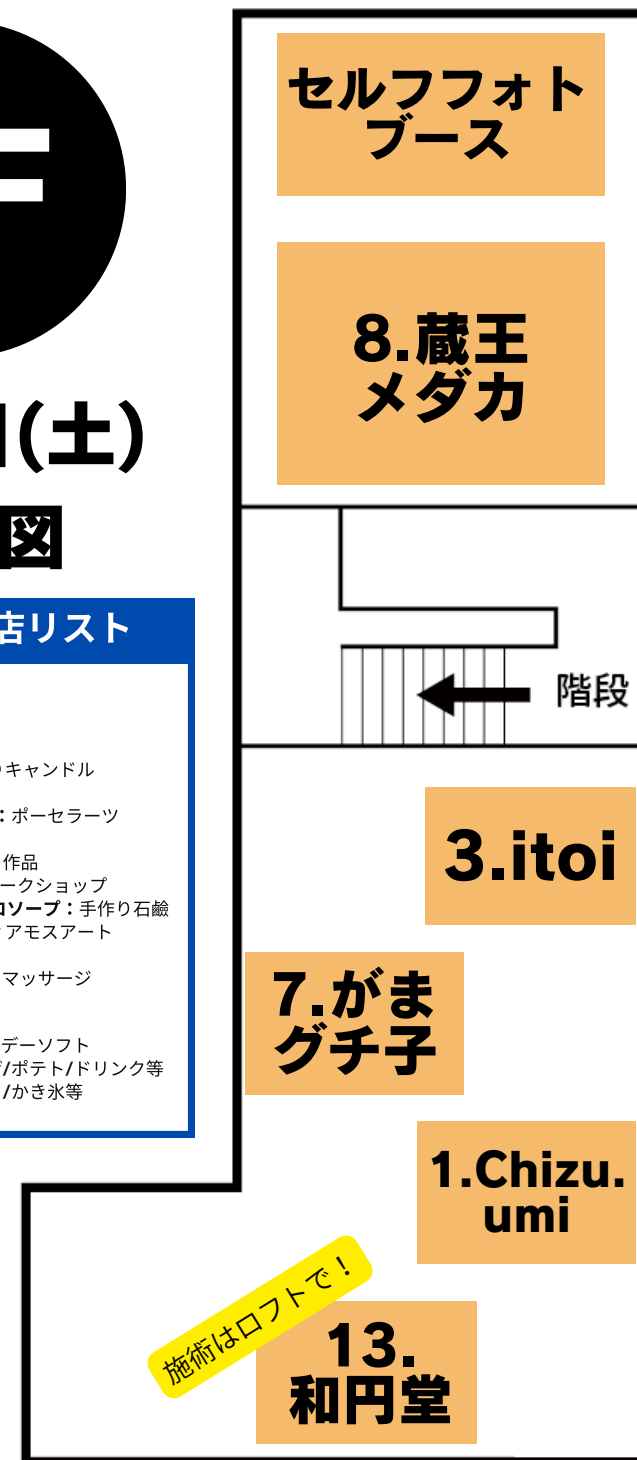 F
(土)
図
店リスト
キャンドル
：ポーセラーツ
作品
ークショップ
ロソープ：手作り石鹼
アモスアート
マッサージ
デーソフト
/ポテト/ドリンク等
/かき氷等
セルフフォト
ブース
8.蔵王
メダカ
階段
3.itoi
7.がま
グチ子
1.Chizu.
umi
施術はロフトで！
13.
和円堂